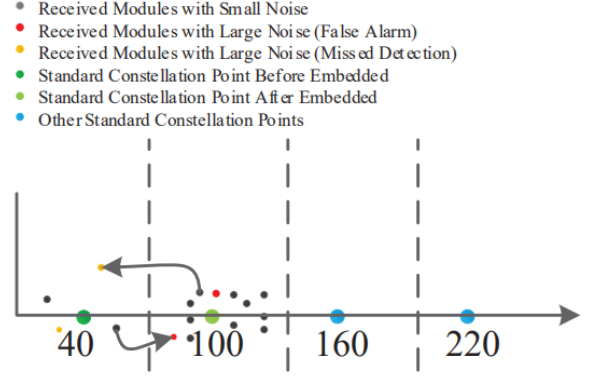 Received Modules with Small Noise
Received Modules with Large Noise (False Alarm)
Received Modules with Large Noise (Missed Detection)
Standard Constellation Point Before Embedded
Standard Constellation Point After Embedded
Other Standard Constellation Points
40 100 160 220